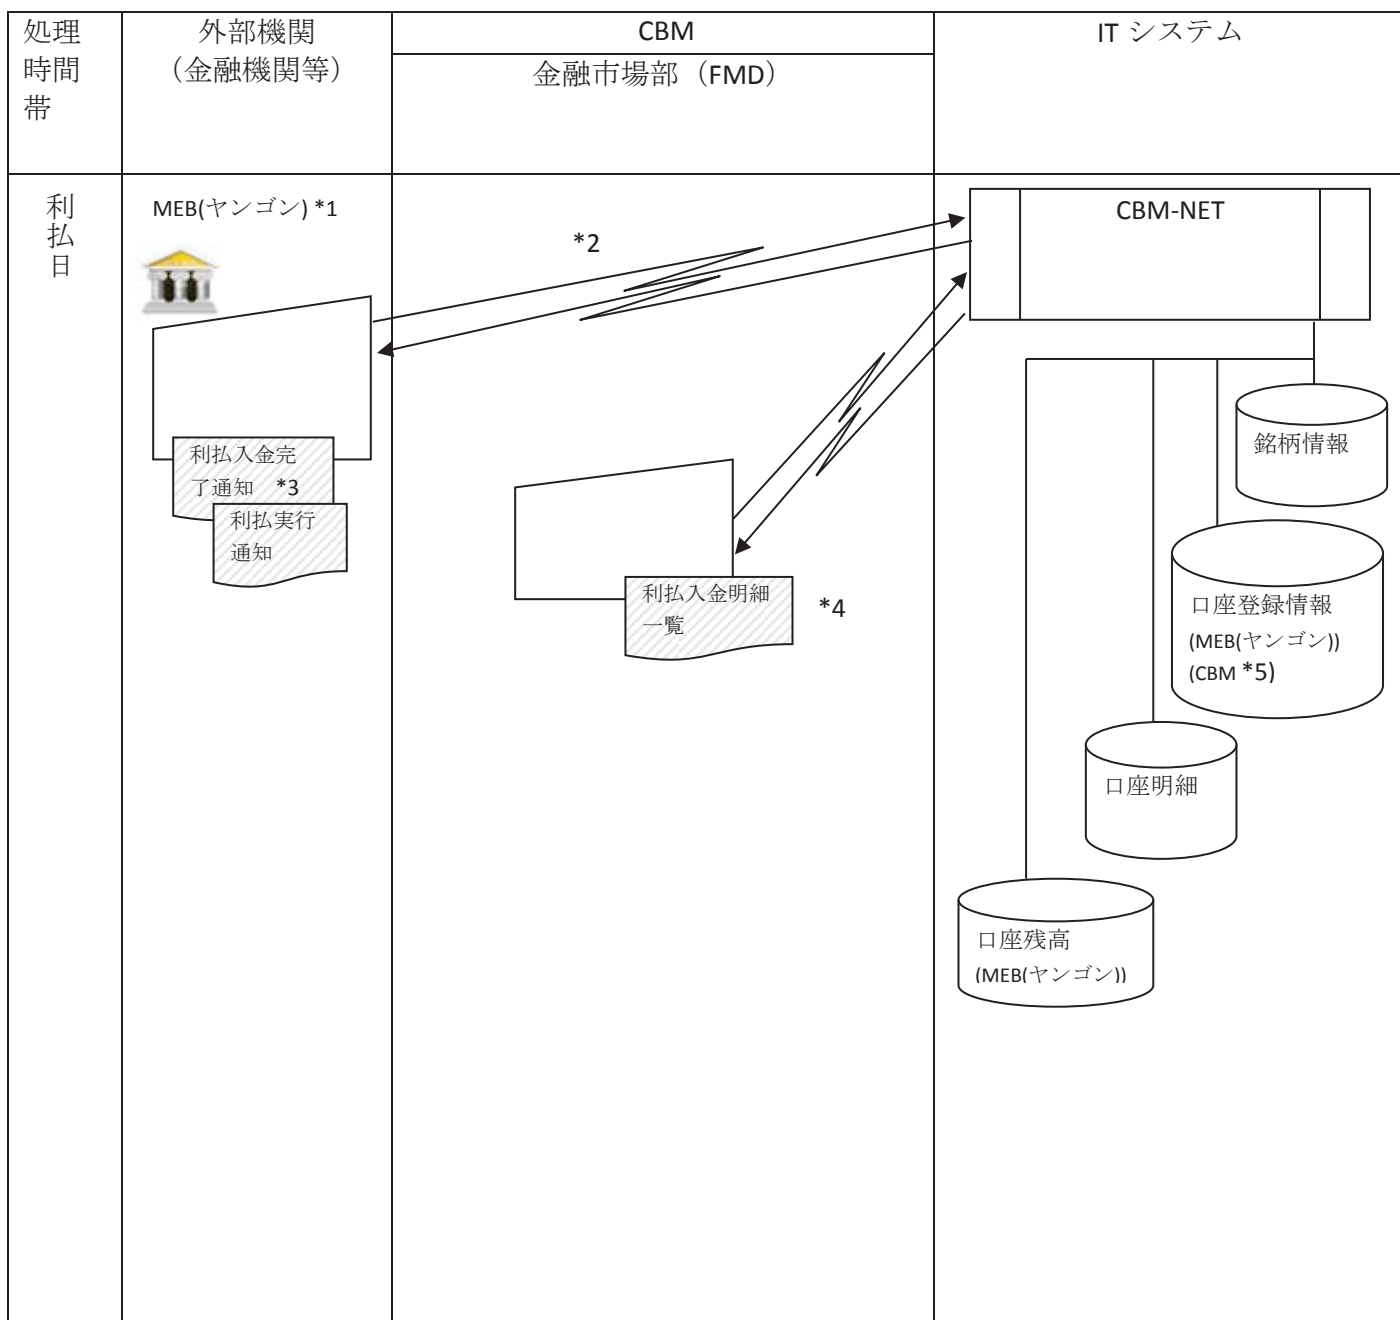 処理
時間
帯
外部機関
（金融機関等）
CBM
金融市場部（FMD）
IT システム
利
払
日
MEB(ヤンゴン) *1
*2
CBM-NET
利払入金完
了通知 *3
利払実行
通知
利払入金明細
一覧
*4
銘柄情報
口座登録情報
(MEB(ヤンゴン))
(CBM *5)
口座明細
口座残高
(MEB(ヤンゴン))